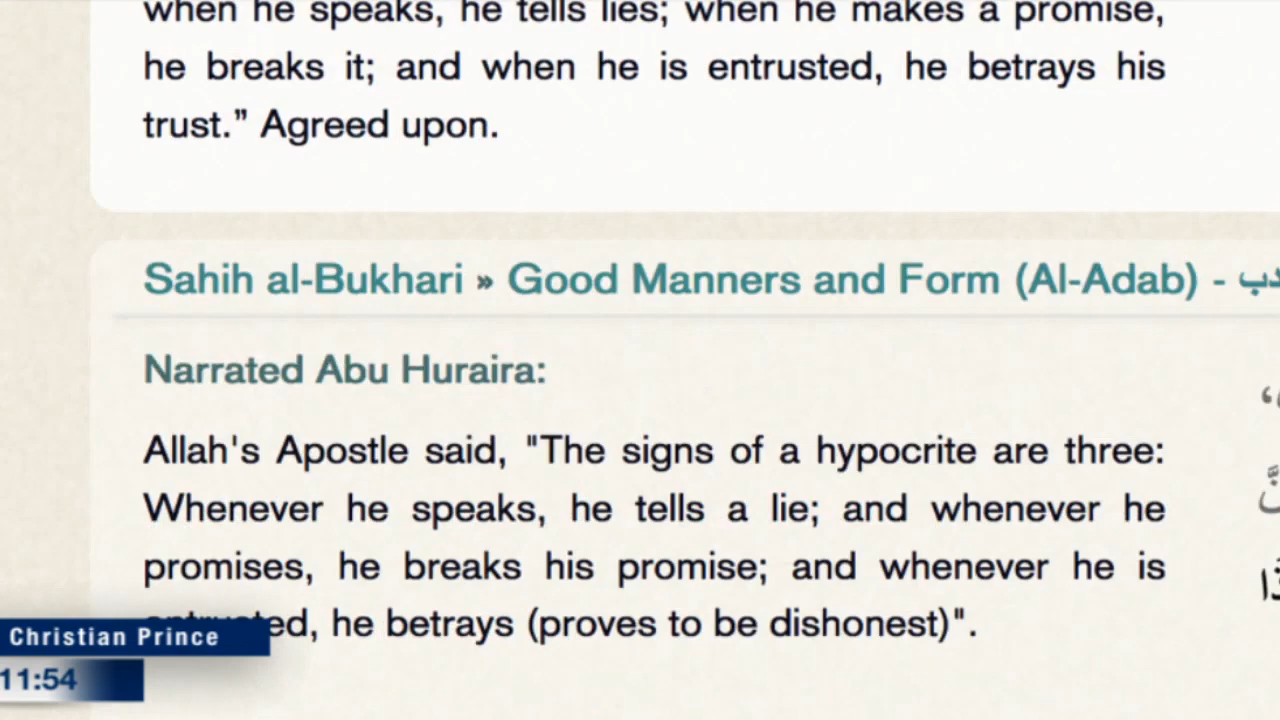 when he speaks, he tells lies; when he makes a promise,
he breaks it; and when he is entrusted, he betrays his
trust.” Agreed upon.
Sahih al-Bukhari » Good Manners and Form (Al-Adab) -
Narrated Abu Huraira:
Allah's Apostle said, "The signs of a hypocrite are three:
Whenever he speaks, he tells a lie; and whenever he
promises, he breaks his promise; and whenever he is
he betrays (proves to be dishonest)".
Christian Prince
11:54